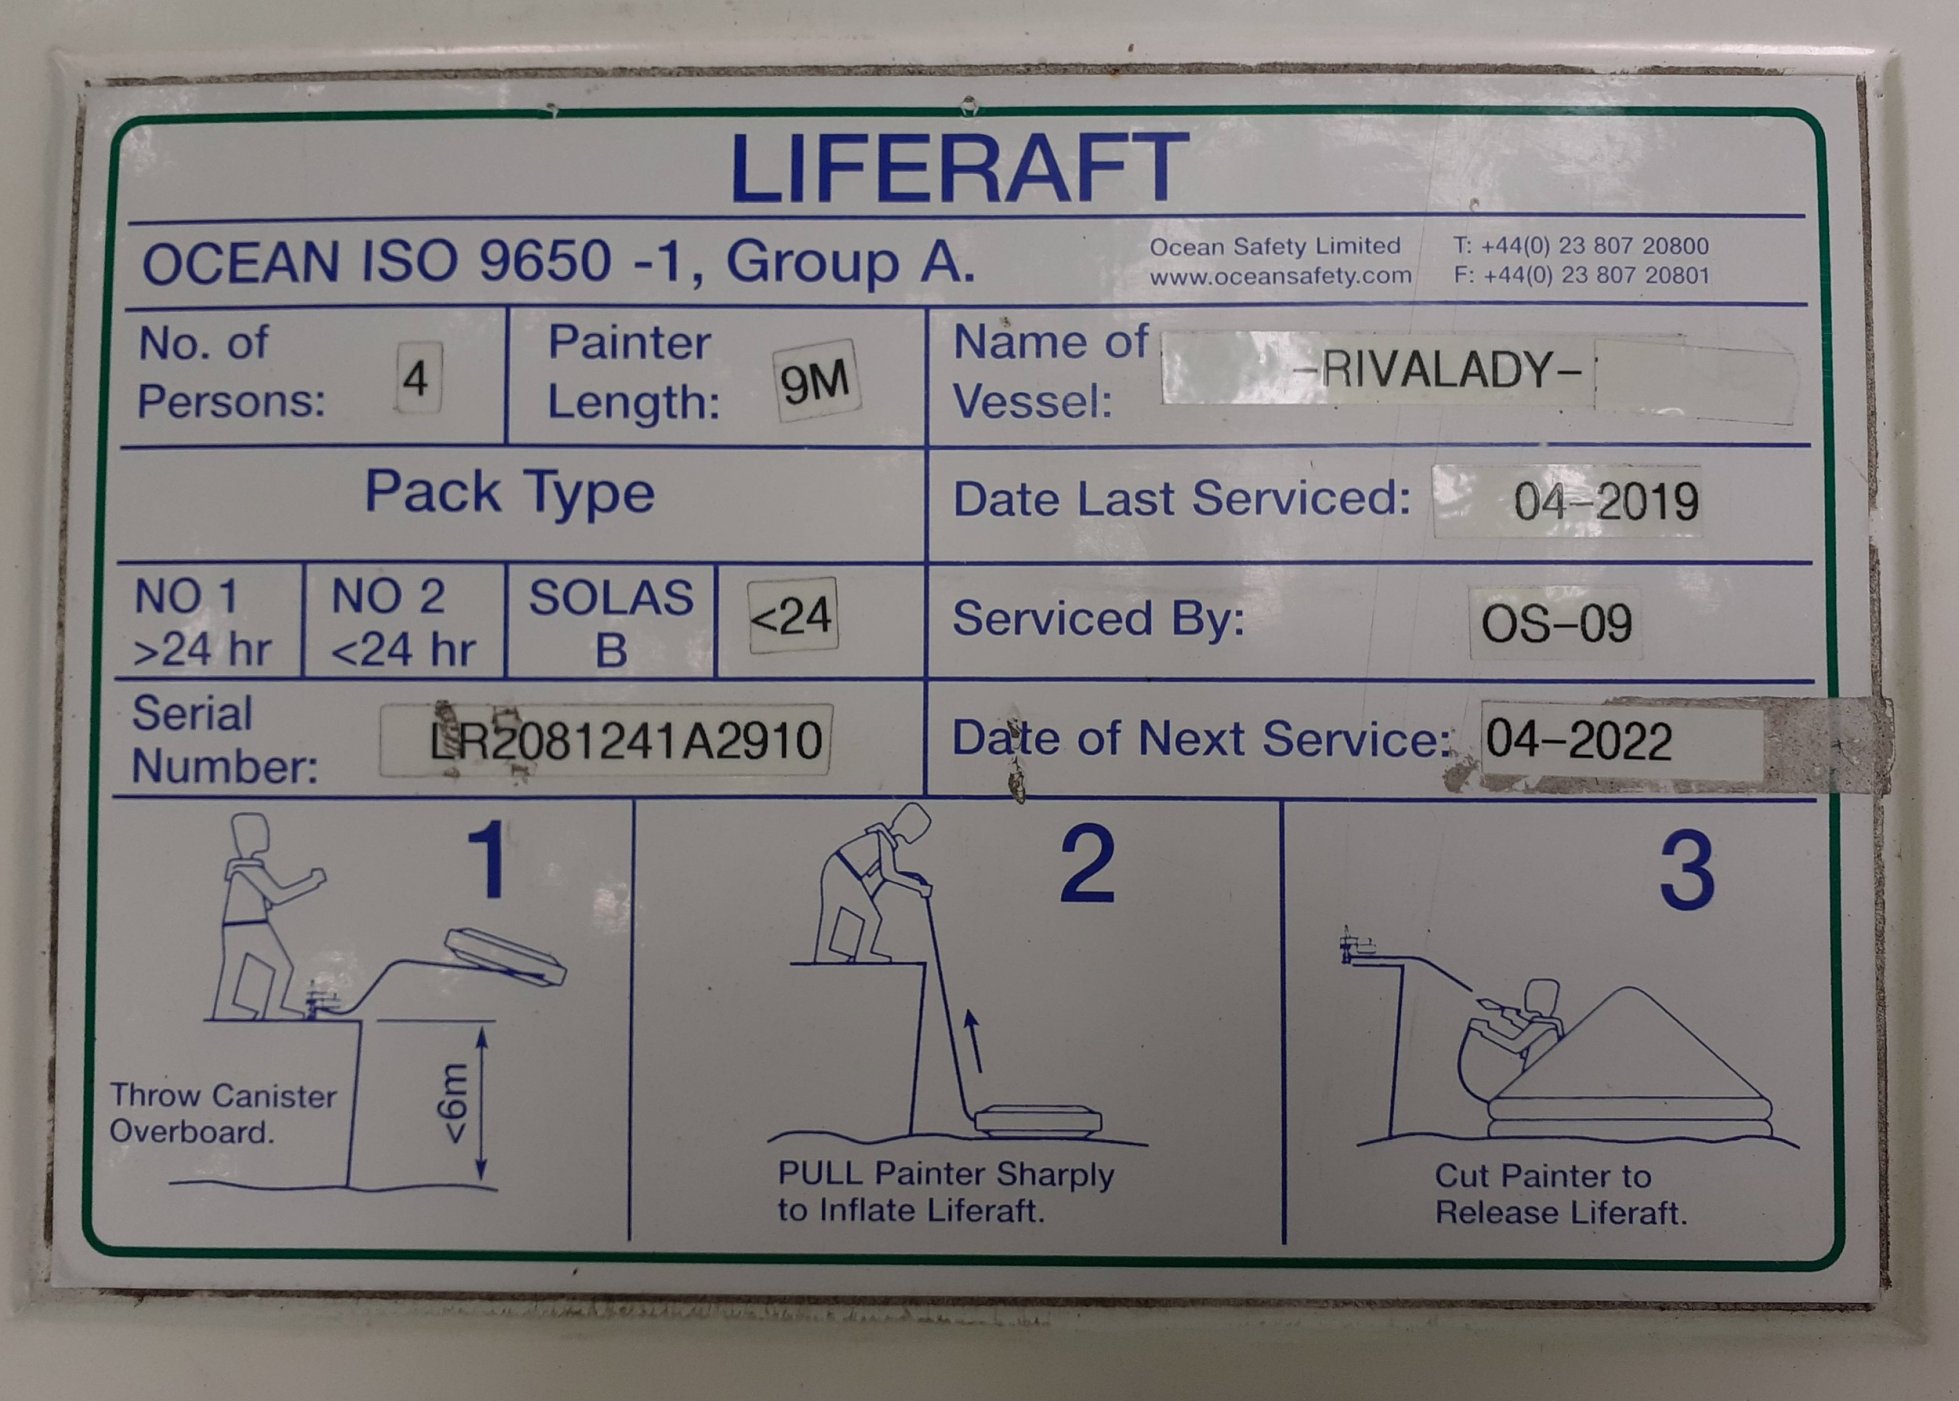 LIFERAFT
OCEAN ISO 9650 -1, Group A.
Ocean Safety Limited
www.oceansafety.com
T: +44(0) 23 807 20800
F: +44(0) 23 807 20801
No. of
Persons:
4
Painter
Length:
9M
Name of
Vessel:
-RIVALADY-
Pack Type
Date Last Serviced: 04-2019
NO 1
>24 hr
NO 2
<24 hr
SOLAS
B
<24
Serviced By: OS-09
Serial
Number:
LR2081241A2910
Date of Next Service: 04-2022
1
<6m
Throw Canister
Overboard.
2
PULL Painter Sharply
to Inflate Liferaft.
3
Cut Painter to
Release Liferaft.